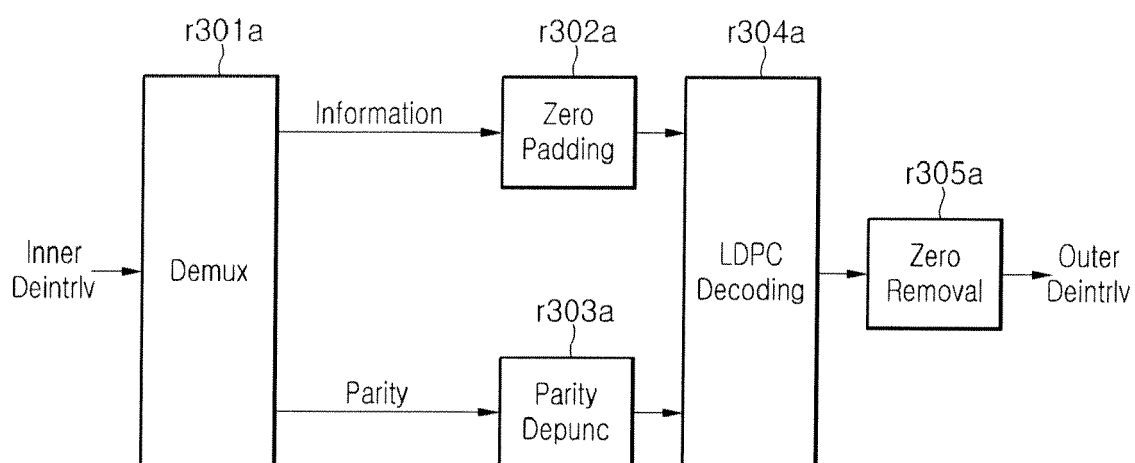 r301a
r302a
r304a
Information
Zero
Padding
r305a
Inner
Deintrlv
Demux
LDPC
Decoding
Zero
Removal
Outer
Deintrlv
r303a
Parity
Parity
Depunc